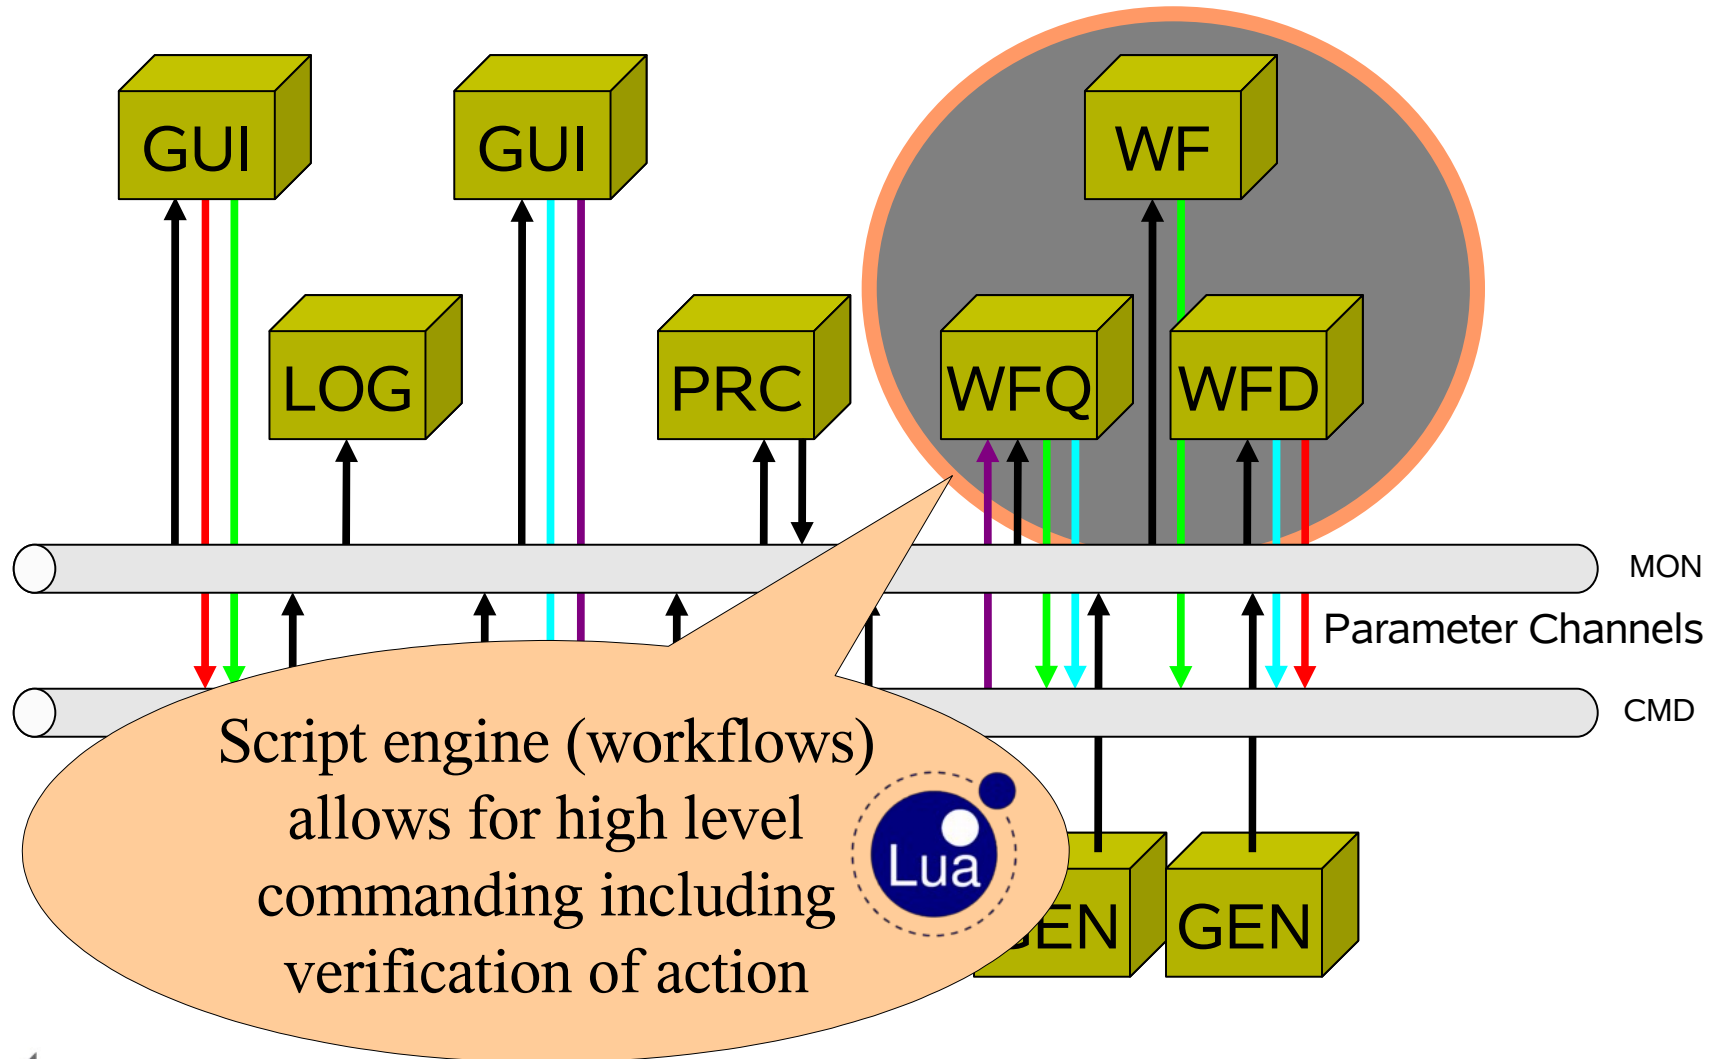 GUI
GUI
WF
LOG
PRC
WFQ
WFD
MON
Parameter Channels
CMD
Script engine (workflows)
allows for high level
commanding including
verification of action
Lua
GEN
GEN